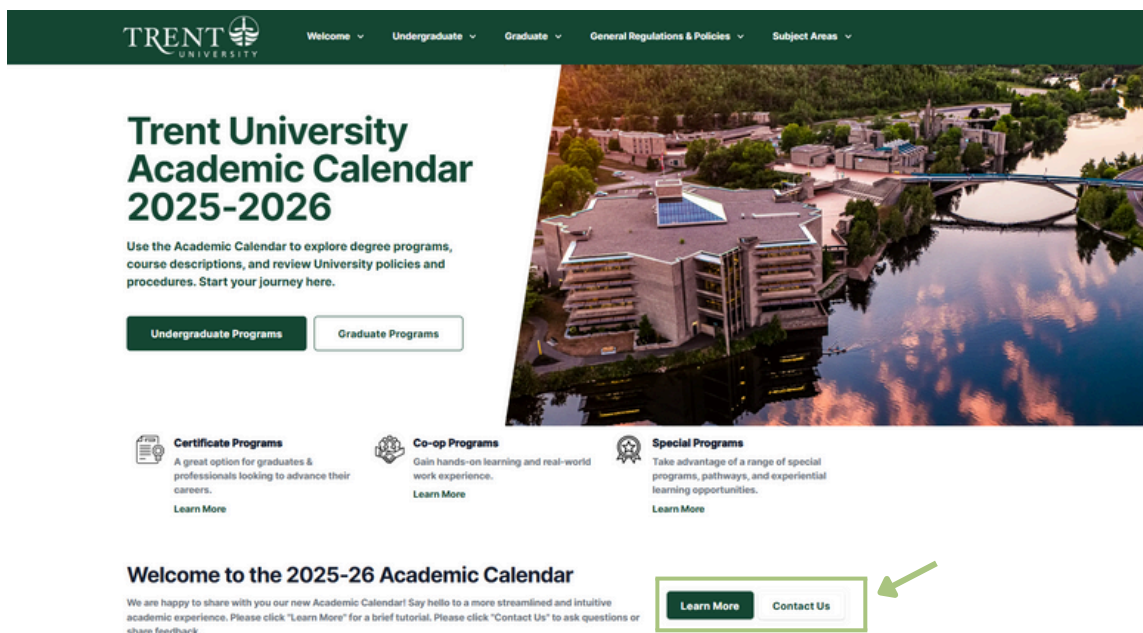 TRENT
UNIVERSITY
Welcome
Undergraduate
Graduate
General Regulations & Policies
Subject Areas
Trent University
Academic Calendar
2025-2026
Use the Academic Calendar to explore degree programs,
course descriptions, and review University policies and
procedures. Start your journey here.
Undergraduate Programs
Graduate Programs
Certificate Programs
A great option for graduates &
professionals looking to advance their
careers.
Learn More
Co-op Programs
Gain hands-on learning and real-world
work experience.
Learn More
Special Programs
Take advantage of a range of special
programs, pathways, and experiential
learning opportunities.
Learn More
Welcome to the 2025-26 Academic Calendar
We are happy to share with you our new Academic Calendar! Say hello to a more streamlined and intuitive
academic experience. Please click "Learn More" for a brief tutorial. Please click "Contact Us" to ask questions or
share feedback
Learn More
Contact Us